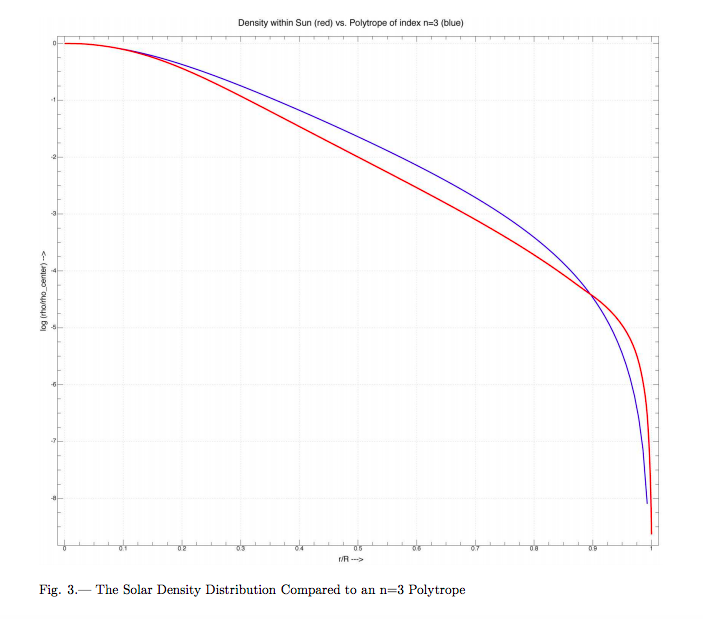 Density within Sun (red) vs. Polytrope of index n=3 (blue)
0
-1
-2
-3
-4
-5
-6
-7
-8
log (rho/rho_center) -->
0 0.1 0.2 0.3 0.4 0.5 0.6 0.7 0.8 0.9 1
r/R --->
Fig. 3.— The Solar Density Distribution Compared to an n=3 Polytrope